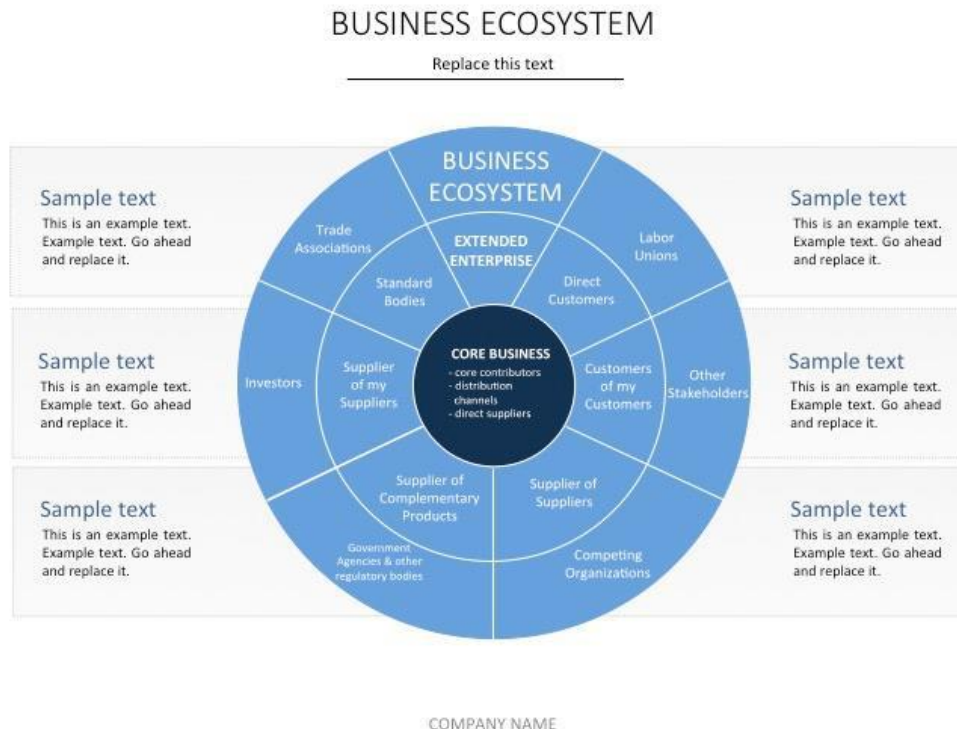 BUSINESS ECOSYSTEM
Replace this text
BUSINESS
ECOSYSTEM
EXTENDED
ENTERPRISE
Trade
Associations
Standard
Bodies
Direct
Customers
Labor
Unions
Investors
Supplier
of my
Suppliers
CORE BUSINESS
- core contributors
- distribution
channels
- direct suppliers
Customers
of my
Customers
Other
Stakeholders
Supplier of
Complementary
Products
Supplier of
Suppliers
Government
Agencies & other
regulatory bodies
Competing
Organizations
Sample text
This is an example text.
Example text. Go ahead
and replace it.
Sample text
This is an example text.
Example text. Go ahead
and replace it.
Sample text
This is an example text.
Example text. Go ahead
and replace it.
Sample text
This is an example text.
Example text. Go ahead
and replace it.
Sample text
This is an example text.
Example text. Go ahead
and replace it.
Sample text
This is an example text.
Example text. Go ahead
and replace it.
COMPANY NAME